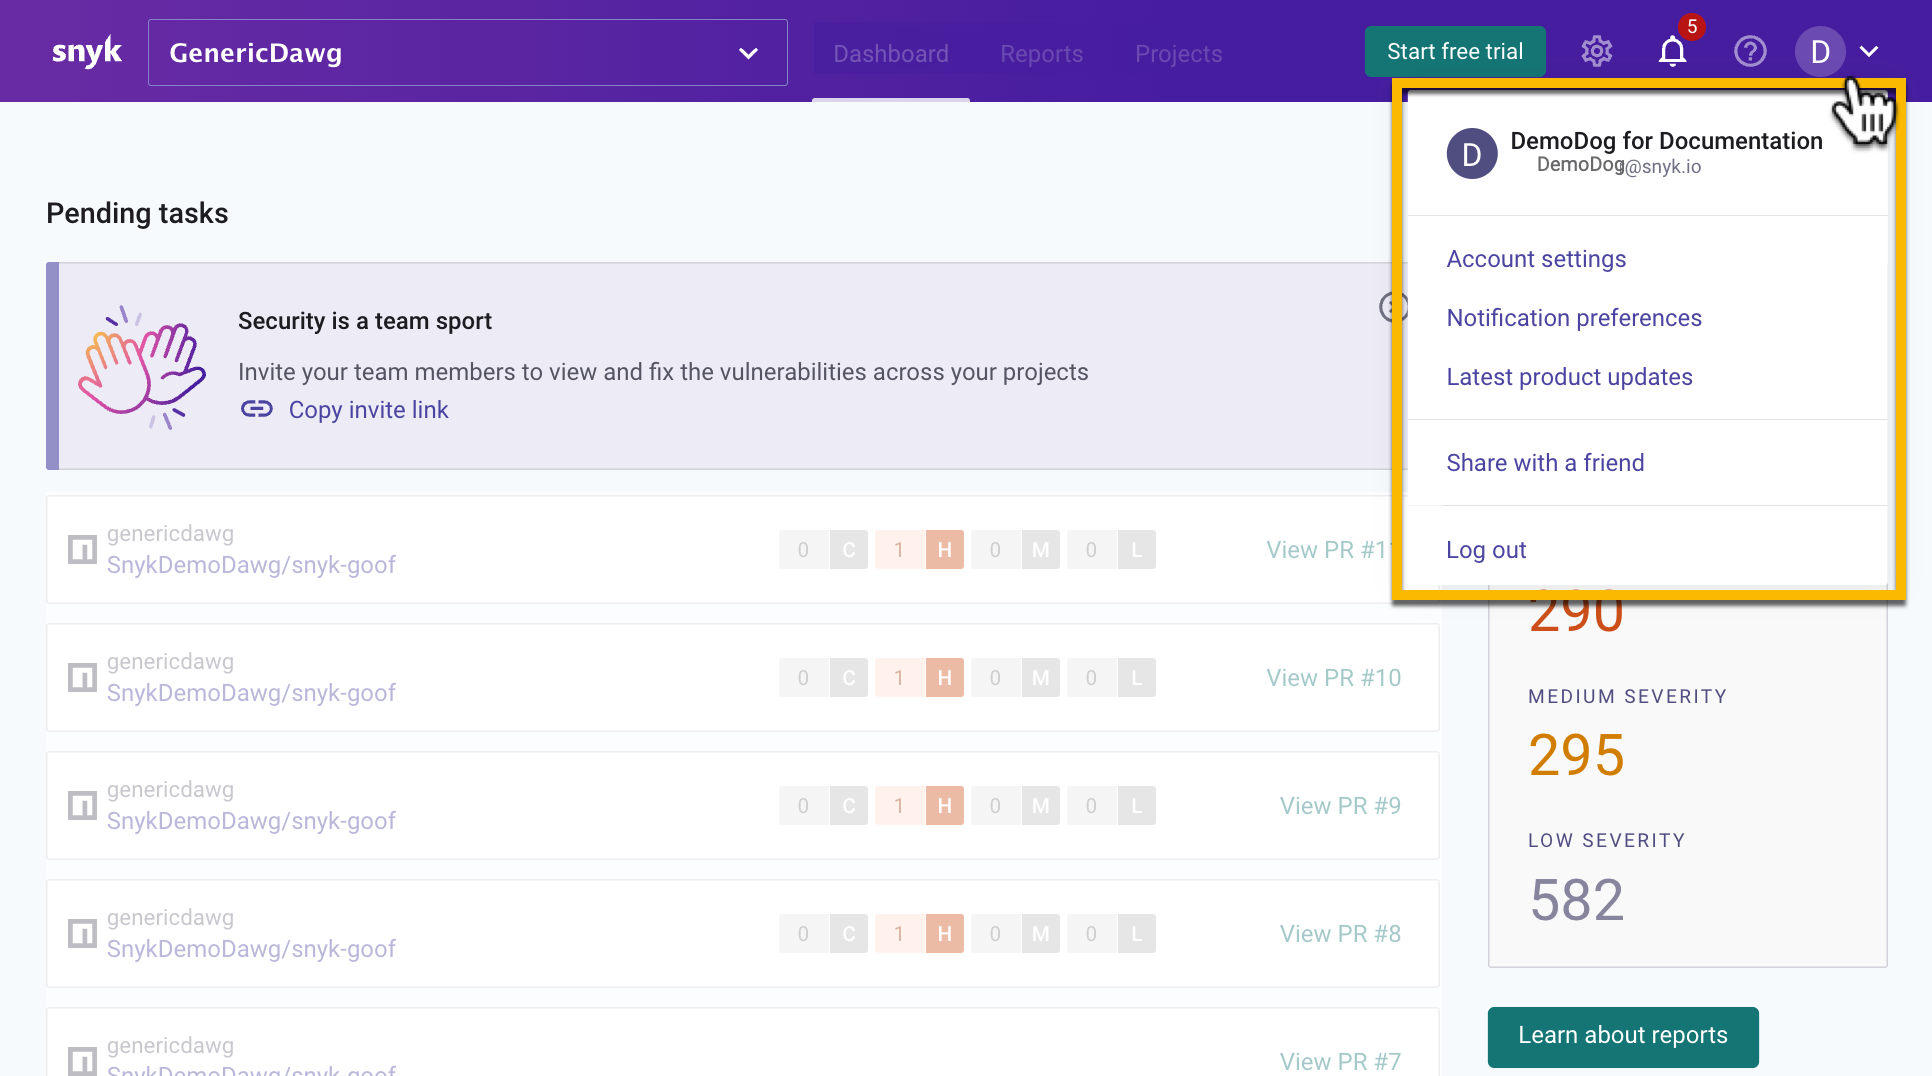 snyk
GenericDawg
Dashboard
Reports
Projects
Start free trial
5
D
D
DemoDog for Documentation
DemoDog @snyk.io
Account settings
Notification preferences
Latest product updates
Share with a friend
Log out
Pending tasks
Security is a team sport
Invite your team members to view and fix the vulnerabilities across your projects
Copy invite link
genericdawg
SnykDemoDawg/snyk-goof
0 C 1 H 0 M 0 L
View PR #11
genericdawg
SnykDemoDawg/snyk-goof
0 C 1 H 0 M 0 L
View PR #10
genericdawg
SnykDemoDawg/snyk-goof
0 C 1 H 0 M 0 L
View PR #9
genericdawg
SnykDemoDawg/snyk-goof
0 C 1 H 0 M 0 L
View PR #8
genericdawg
SnykDemoDawg/snyk-goof
View PR #7
290
MEDIUM SEVERITY
295
LOW SEVERITY
582
Learn about reports